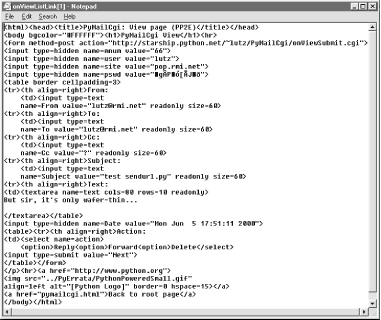 onViewListLink[1] - Notepad
File Edit Search Help
<html><head><title>PyMailCgi: View page (PP2E)</title></head>
<body bgcolor="#FFFFFF"><h1>PyMailCgi View</h1><hr>
<form method=post action="http://starship.python.net/~lutz/PyMailCgi/onViewSubmit.cgi">
<input type=hidden name=mnum value="66">
<input type=hidden name=user value="lutz">
<input type=hidden name=site value="pop.rmi.net">
<input type=hidden name=pswd
<table border cellpadding=3>
<tr><th align=right>From:
<td><input type=text
name=From value="lutz@rmi.net" readonly size=60>
<tr><th align=right>To:
<td><input type=text
name=To value="lutz@rmi.net" readonly size=60>
<tr><th align=right>Cc:
<td><input type=text
name=Cc value="?" readonly size=60>
<tr><th align=right>Subject:
<td><input type=text
name=Subject value="test sendurl.py" readonly size=60>
<tr><th align=right>Text:
<td><textarea name=text cols=80 rows=10 readonly>
But sir, it's only wafer-thin...
</textarea></table>
<input type=hidden name=Date value="Mon Jun 5 17:51:11 2000">
<table><tr><th align=right>Action:
<td><select name=action>
<option>Reply<option>Forward<option>Delete</select>
<input type=submit value="Next">
</table></form>
</p><hr><a href="http://www.python.org">
<img src="../PyErrata/PythonPoweredSmall.gif"
align=left alt="[Python Logo]" border=0 hspace=15></a>
<a href="pymailcgi.html">Back to root page</a>
</body></html>